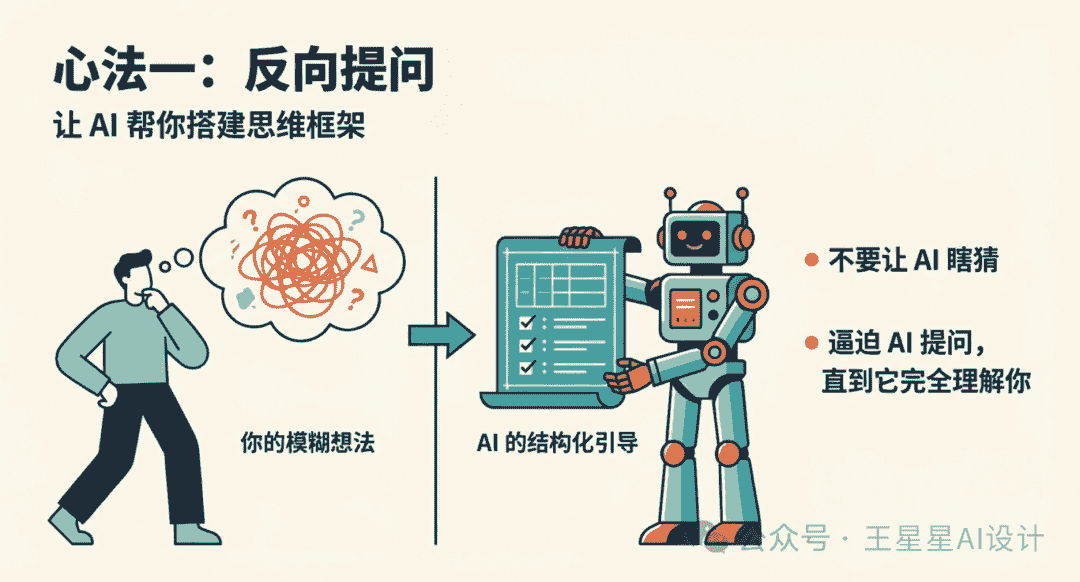 心法一：反向提问
让 AI 帮你搭建思维框架
? ? ?
你的模糊想法
AI 的结构化引导
不要让 AI 瞎猜
逼迫 AI 提问，
直到它完全理解你
公众号 · 王星星AI设计